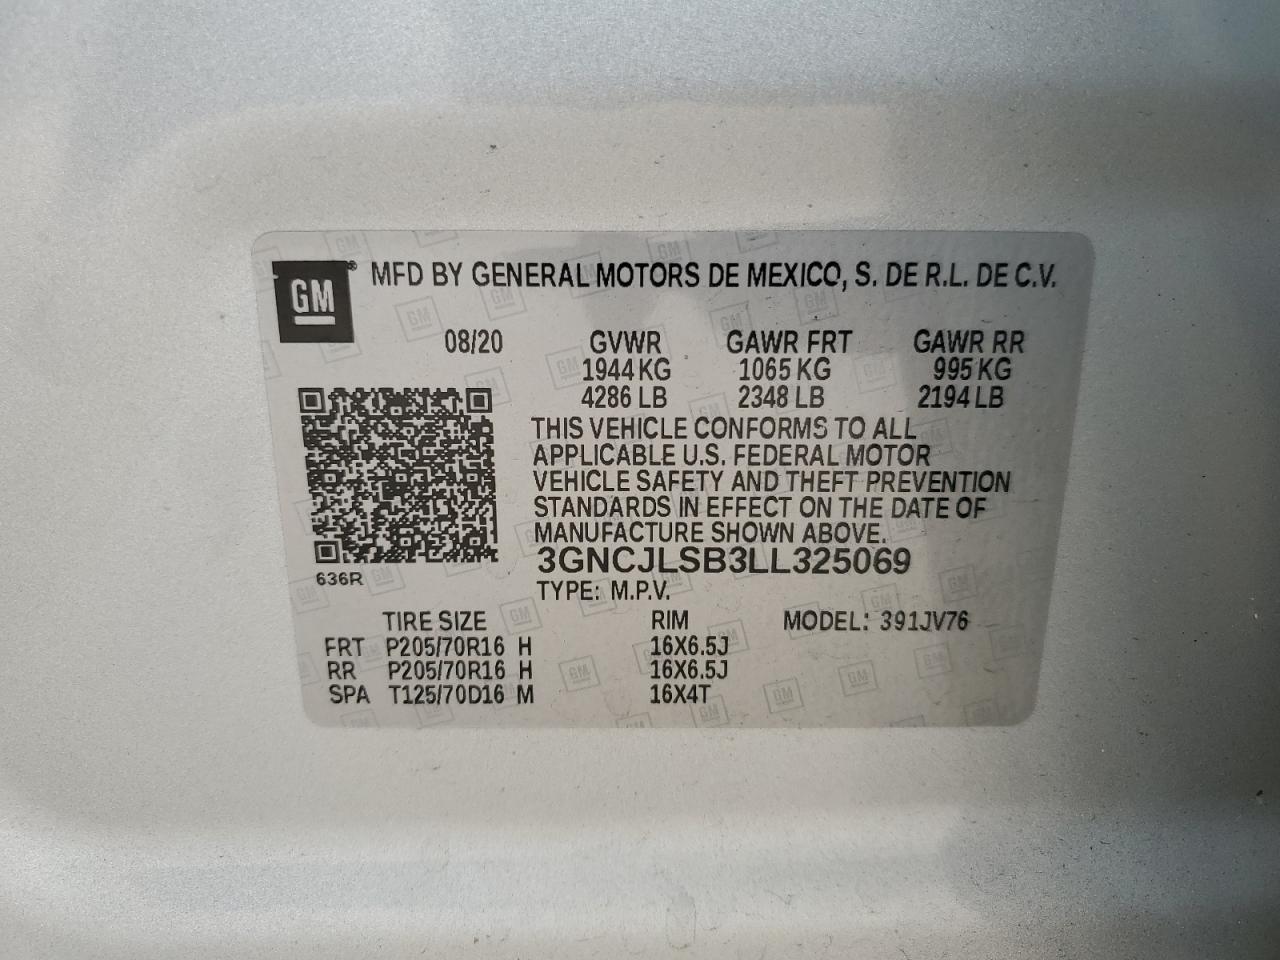 GM ® MFD BY GENERAL MOTORS DE MEXICO, S. DE R.L. DE C.V.
08/20 GVWR GAWR FRT GAWR RR
1944 KG 1065 KG 995 KG
4286 LB 2348 LB 2194 LB
THIS VEHICLE CONFORMS TO ALL
APPLICABLE U.S. FEDERAL MOTOR
VEHICLE SAFETY AND THEFT PREVENTION
STANDARDS IN EFFECT ON THE DATE OF
MANUFACTURE SHOWN ABOVE.
3GNCJLSB3LL325069
636R
TYPE: M.P.V.
TIRE SIZE RIM MODEL: 391JV76
FRT P205/70R16 H 16X6.5J
RR P205/70R16 H 16X6.5J
SPA T125/70D16 M 16X4T